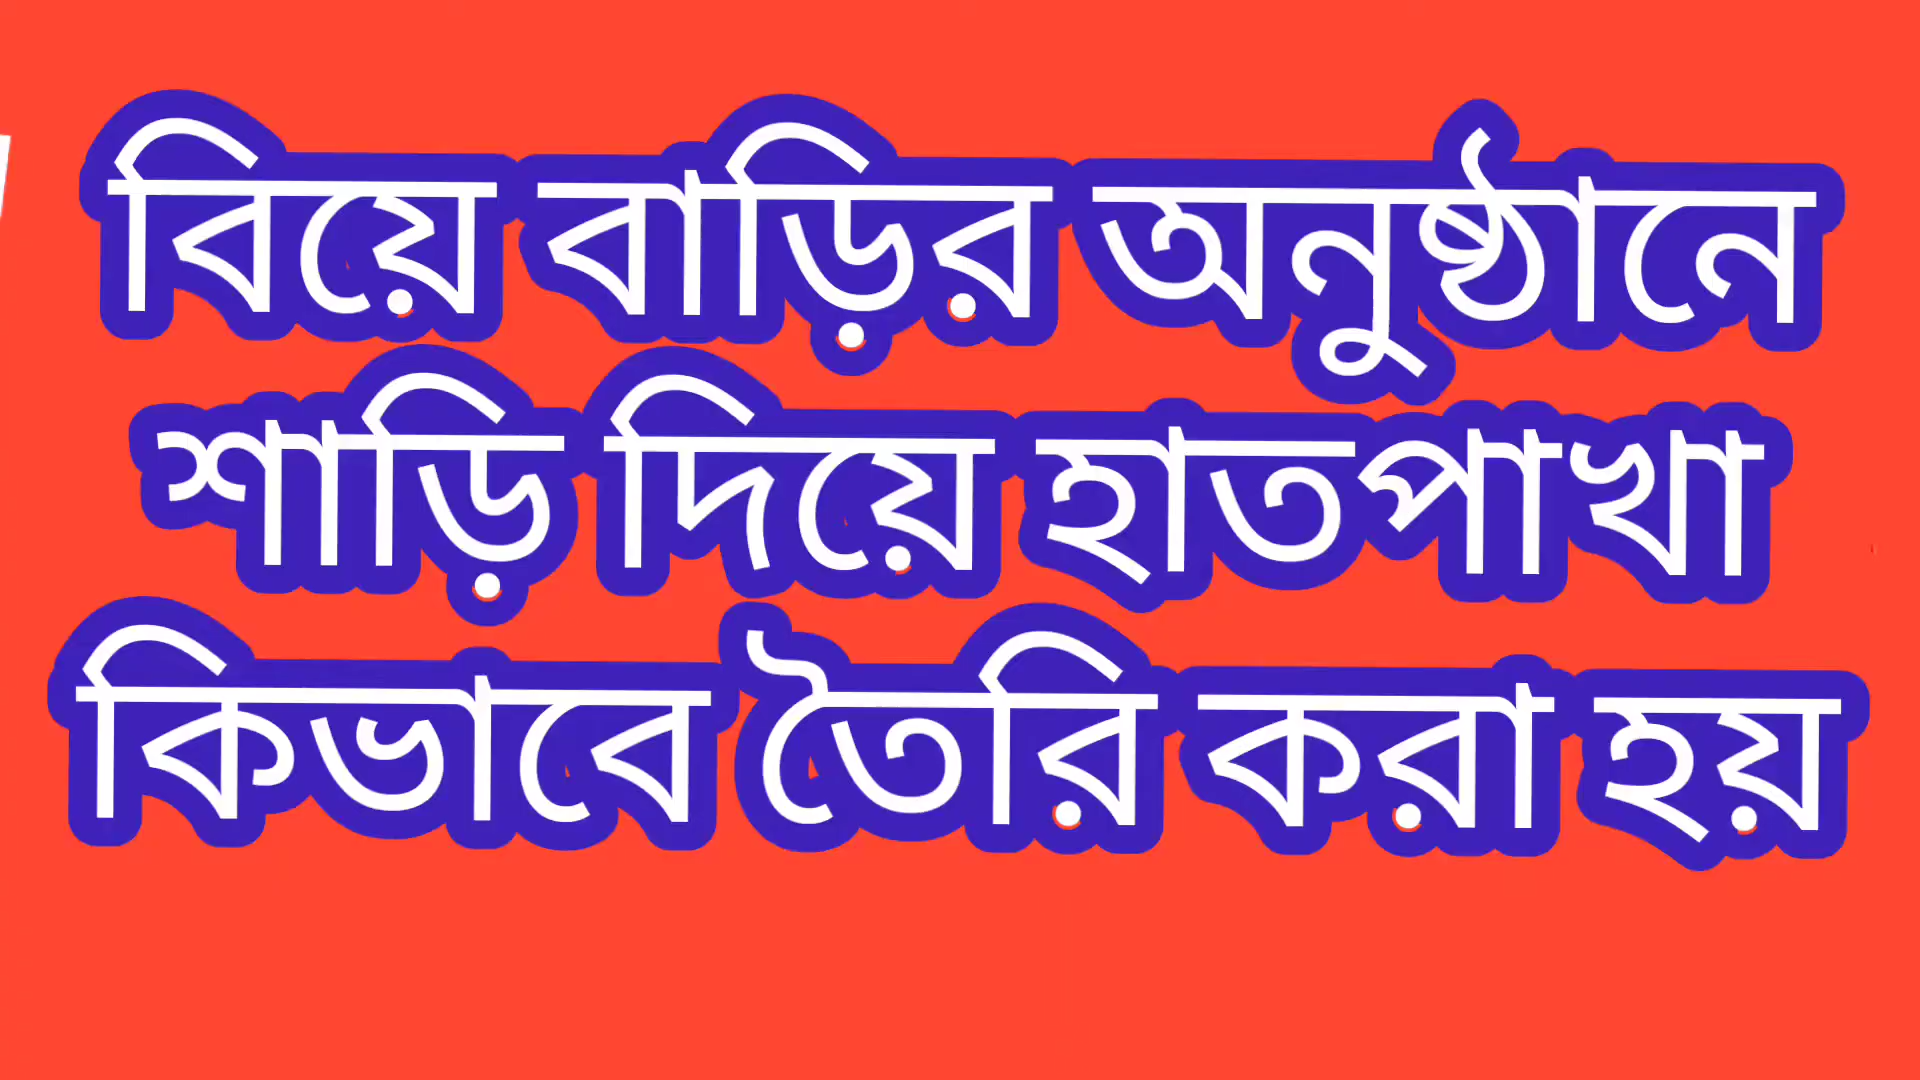 বিয়ে বাড়ির অনুষ্ঠানে
শাড়ি দিয়ে হাতপাখা
কিভাবে তৈরি করা হয়